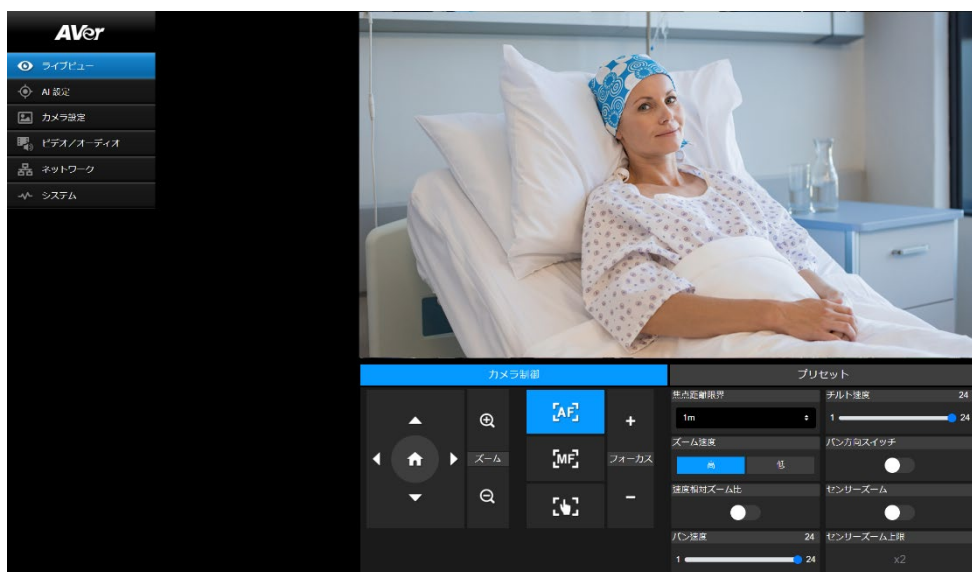 AVer
ライブビュー
AI 設定
カメラ設定
ビデオ／オーディオ
ネットワーク
システム
カメラ制御
プリセット
ズーム
AF
MF
+
フォーカス
-
焦点距離限界
1m
チルト速度 24
1 24
ズーム速度
高 低
パン方向スイッチ
速度相対ズーム比
センサーズーム
パン速度 24
1 24
センサーズーム上限
x2